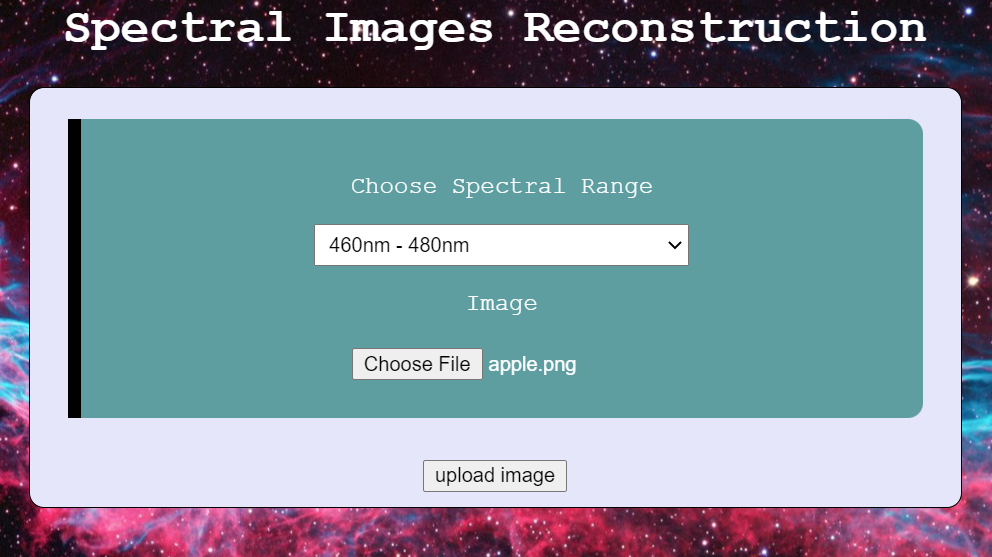 Spectral Images Reconstruction
Choose Spectral Range
460nm - 480nm
Image
Choose File apple.png
upload image